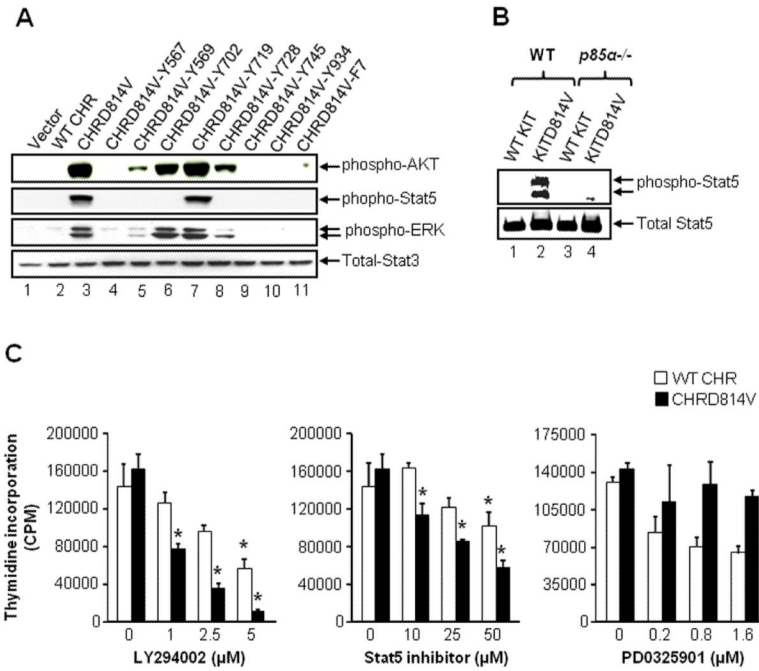 A
Vector
WT CHR
CHRD814V
CHRD814V-Y567
CHRD814V-Y569
CHRD814V-Y702
CHRD814V-Y719
CHRD814V-Y728
CHRD814V-Y745
CHRD814V-Y934
CHRD814V-F7
phospho-AKT
phopho-Stat5
phospho-ERK
Total-Stat3
1 2 3 4 5 6 7 8 9 10 11
B
WT p85α-/-
WT KIT
KITD814V
WT KIT
KITD814V
phospho-Stat5
Total Stat5
1 2 3 4
C
WT CHR
CHRD814V
Thymidine incorporation
(CPM)
200000
160000
120000
80000
40000
0
* * * *
0 1 2.5 5
LY294002 (µM)
200000
160000
120000
80000
40000
0
* * * *
0 10 25 50
Stat5 inhibitor (µM)
175000
140000
105000
70000
35000
0
0 0.2 0.8 1.6
PD0325901 (µM)